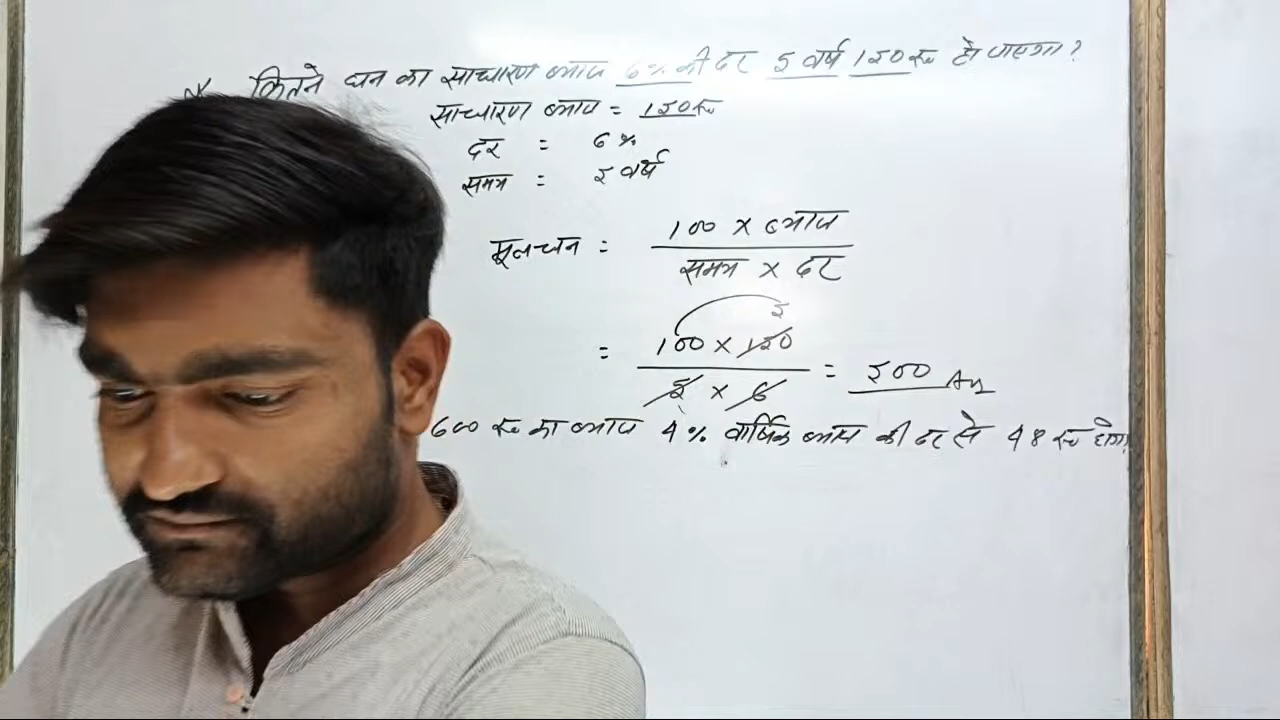 * कितने धन का साधारण ब्याज 6% की दर 5 वर्ष 150 रू हो जाएगा?
साधारण ब्याज = 150 रू
दर = 6%
समय = 5 वर्ष
मूलधन = 100 × ब्याज
समय × दर
5
= 100 × 150 = 500 Ans
5 × 6
600 रू का ब्याज 4% वार्षिक ब्याज की दर से 48 रू होगा